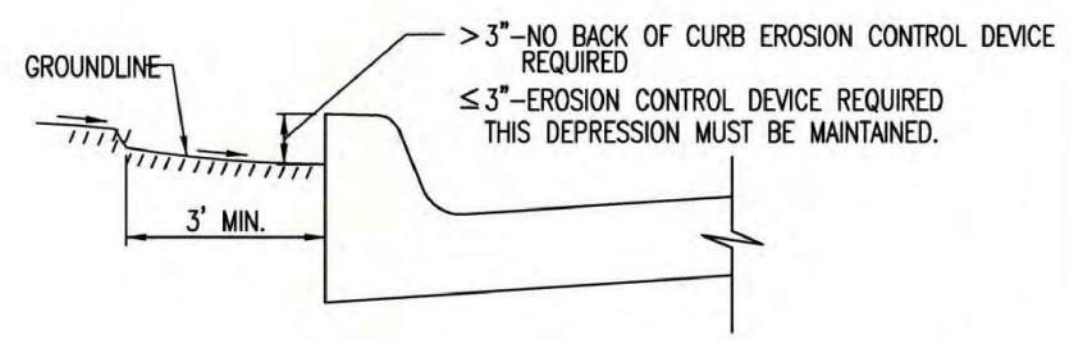 >3"-NO BACK OF CURB EROSION CONTROL DEVICE
REQUIRED
GROUNDLINE
≤3"-EROSION CONTROL DEVICE REQUIRED
THIS DEPRESSION MUST BE MAINTAINED.
3' MIN.